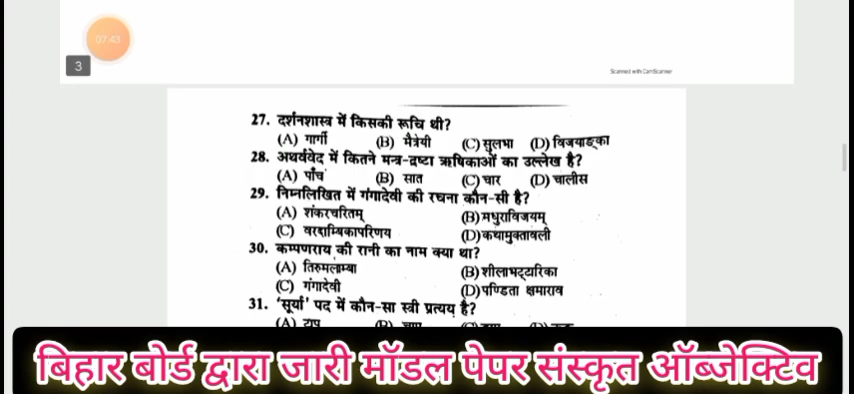 07:43
3
Scanned with CamScanner
27. दर्शनशास्त्र में किसकी रूचि थी?
(A) गार्गी (B) मैत्रेयी (C) सुलभा (D) विजयाङ्का
28. अथर्ववेद में कितने मन्त्र-द्रष्टा ऋषिकाओं का उल्लेख है?
(A) पाँच (B) सात (C) चार (D) चालीस
29. निम्नलिखित में गंगादेवी की रचना कौन-सी है?
(A) शंकरचरितम् (B) मधुराविजयम्
(C) वरदाम्बिकापरिणय (D) कथामुक्तावली
30. कम्पणराय की रानी का नाम क्या था?
(A) तिरुमलाम्बा (B) शीलाभट्टारिका
(C) गंगादेवी (D) पण्डिता क्षमाराव
31. 'सूर्या' पद में कौन-सा स्त्री प्रत्यय है?
(A) टाप्
बिहार बोर्ड द्वारा जारी मॉडल पेपर संस्कृत ऑब्जेक्टिव